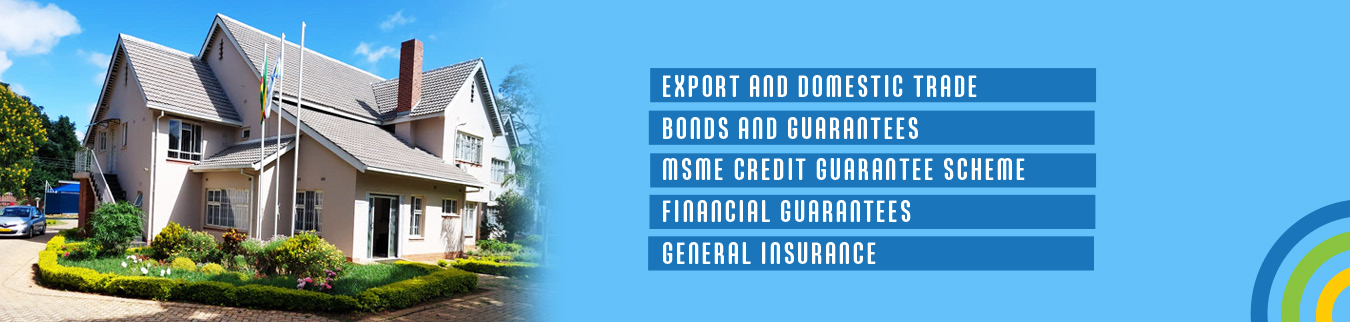 EXPORT AND DOMESTIC TRADE
BONDS AND GUARANTEES
MSME CREDIT GUARANTEE SCHEME
FINANCIAL GUARANTEES
GENERAL INSURANCE